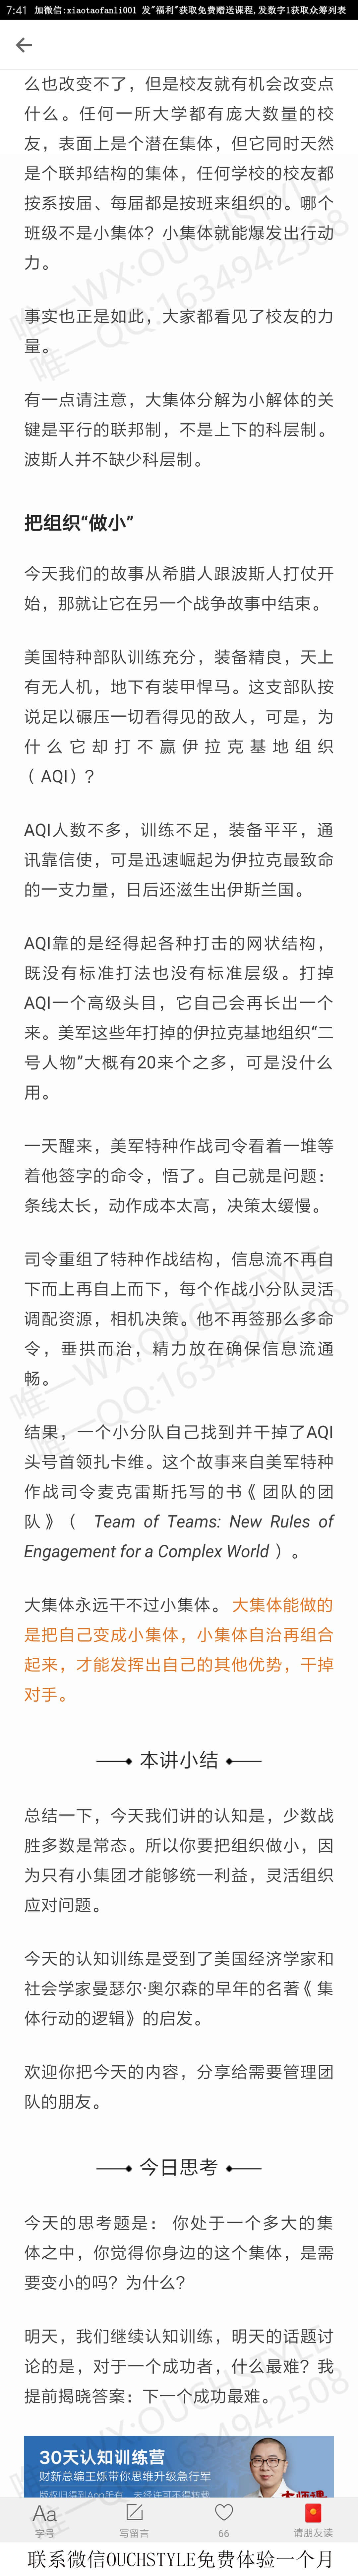 7:41 加微信:xiaotaofanli001 发"福利"获取免费赠送课程,发数字1获取众筹列表
么也改变不了，但是校友就有机会改变点
什么。任何一所大学都有庞大数量的校
友，表面上是个潜在集体，但它同时天然
是个联邦结构的集体，任何学校的校友都
按系按届、每届都是按班来组织的。哪个
班级不是小集体？小集体就能爆发出行动
力。
唯一WX:OUCHSTYLE
唯一QQ:1634942508
事实也正是如此，大家都看见了校友的力
量。
有一点请注意，大集体分解为小解体的关
键是平行的联邦制，不是上下的科层制。
波斯人并不缺少科层制。
把组织“做小”
今天我们的故事从希腊人跟波斯人打仗开
始，那就让它在另一个战争故事中结束。
美国特种部队训练充分，装备精良，天上
有无人机，地下有装甲悍马。这支部队按
说足以碾压一切看得见的敌人，可是，为
什么它却打不赢伊拉克基地组织
（AQI）？
AQI人数不多，训练不足，装备平平，通
讯靠信使，可是迅速崛起为伊拉克最致命
的一支力量，日后还滋生出伊斯兰国。
AQI靠的是经得起各种打击的网状结构，
既没有标准打法也没有标准层级。打掉
AQI一个高级头目，它自己会再长出一个
来。美军这些年打掉的伊拉克基地组织“二
号人物”大概有20来个之多，可是没什么
用。
一天醒来，美军特种作战司令看着一堆等
着他签字的命令，悟了。自己就是问题：
条线太长，动作成本太高，决策太缓慢。
司令重组了特种作战结构，信息流不再自
下而上再自上而下，每个作战小分队灵活
调配资源，相机决策。他不再签那么多命
令，垂拱而治，精力放在确保信息流通
畅。
唯一WX:OUCHSTYLE
唯一QQ:1634942508
结果，一个小分队自己找到并干掉了AQI
头号首领扎卡维。这个故事来自美军特种
作战司令麦克雷斯托写的书《团队的团
队》（ Team of Teams: New Rules of
Engagement for a Complex World ）。
大集体永远干不过小集体。 大集体能做的
是把自己变成小集体，小集体自治再组合
起来，才能发挥出自己的其他优势，干掉
对手。
本讲小结
总结一下，今天我们讲的认知是，少数战
胜多数是常态。所以你要把组织做小，因
为只有小集团才能够统一利益，灵活组织
应对问题。
今天的认知训练是受到了美国经济学家和
社会学家曼瑟尔·奥尔森的早年的名著《集
体行动的逻辑》的启发。
欢迎你把今天的内容，分享给需要管理团
队的朋友。
今日思考
今天的思考题是： 你处于一个多大的集
体之中，你觉得你身边的这个集体，是需
要变小的吗？为什么？
明天，我们继续认知训练，明天的话题讨
论的是，对于一个成功者，什么最难？我
提前揭晓答案：下一个成功最难。
唯一WX:OUCHSTYLE
唯一QQ:1634942508
30天认知训练营
财新总编王烁带你思维升级急行军
版权归得到App所有，未经许可不得转载
大师课
Aa
字号 写留言 66 请朋友读
联系微信OUCHSTYLE免费体验一个月